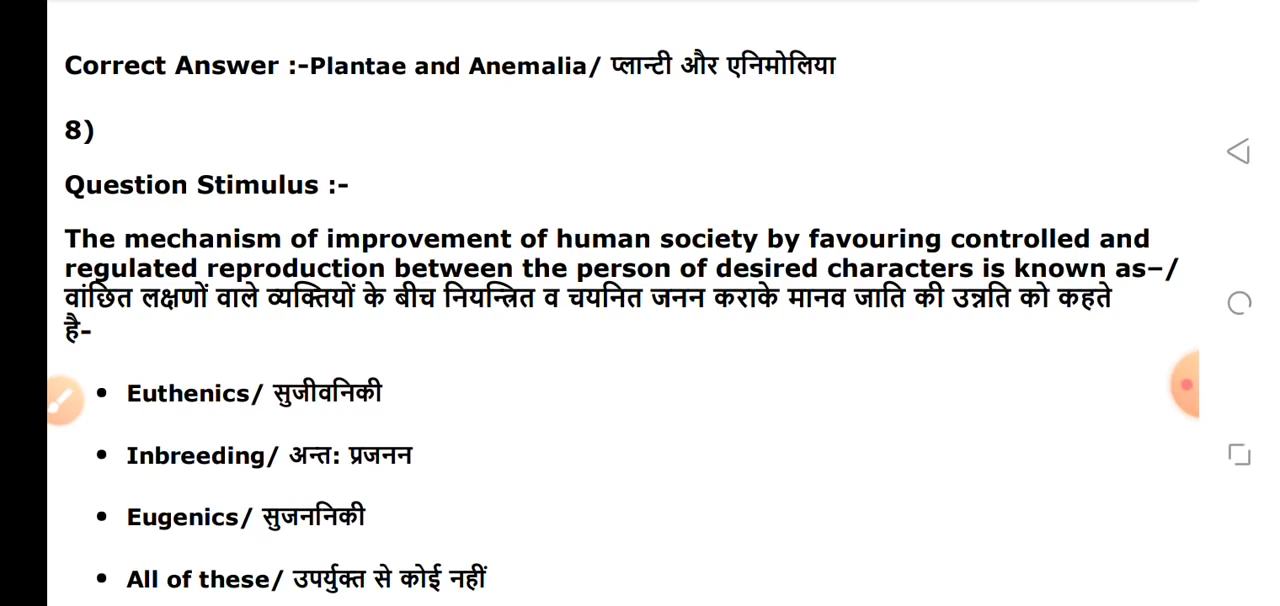 Correct Answer :-Plantae and Anemalia/ प्लान्टी और एनिमोलिया
8)
Question Stimulus :-
The mechanism of improvement of human society by favouring controlled and
regulated reproduction between the person of desired characters is known as–/
वांछित लक्षणों वाले व्यक्तियों के बीच नियन्त्रित व चयनित जनन कराके मानव जाति की उन्नति को कहते
है-
• Euthenics/ सुजीवनिकी
• Inbreeding/ अन्त: प्रजनन
• Eugenics/ सुजननिकी
• All of these/ उपर्युक्त से कोई नहीं